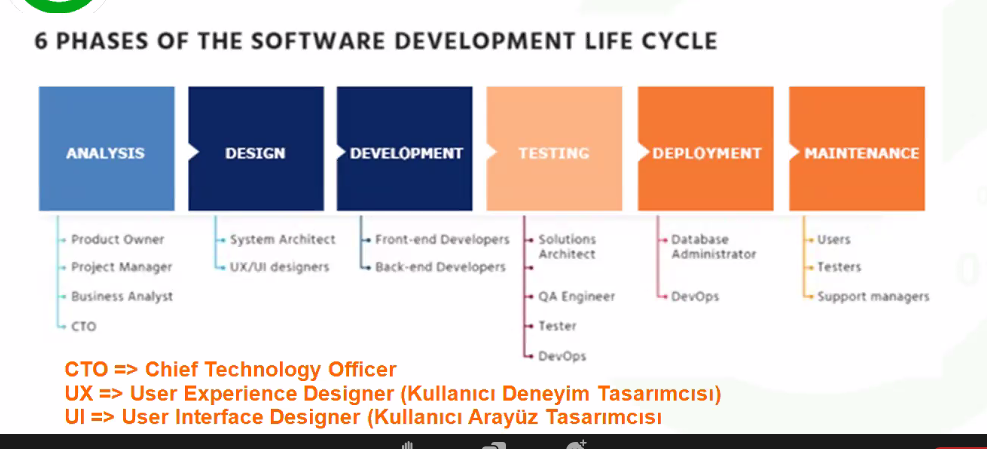 6 PHASES OF THE SOFTWARE DEVELOPMENT LIFE CYCLE
ANALYSIS
DESIGN
DEVELOPMENT
TESTING
DEPLOYMENT
MAINTENANCE
Product Owner
Project Manager
Business Analyst
CTO
System Architect
UX/UI designers
Front-end Developers
Back-end Developers
Solutions
Architect
QA Engineer
Tester
DevOps
Database
Administrator
DevOps
Users
Testers
Support managers
CTO => Chief Technology Officer
UX => User Experience Designer (Kullanıcı Deneyim Tasarımcısı)
UI => User Interface Designer (Kullanıcı Arayüz Tasarımcısı